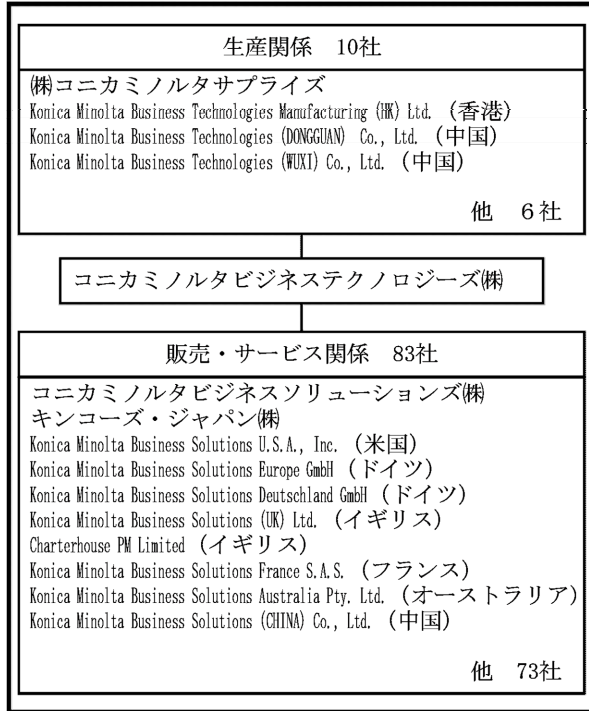 生産関係 10社
㈱コニカミノルタサプライズ
Konica Minolta Business Technologies Manufacturing (HK) Ltd. (香港)
Konica Minolta Business Technologies (DONGGUAN) Co., Ltd. (中国)
Konica Minolta Business Technologies (WUXI) Co., Ltd. (中国)
他 6社
コニカミノルタビジネステクノロジーズ㈱
販売・サービス関係 83社
コニカミノルタビジネスソリューションズ㈱
キンコーズ・ジャパン㈱
Konica Minolta Business Solutions U.S.A., Inc. (米国)
Konica Minolta Business Solutions Europe GmbH (ドイツ)
Konica Minolta Business Solutions Deutschland GmbH (ドイツ)
Konica Minolta Business Solutions (UK) Ltd. (イギリス)
Charterhouse PM Limited (イギリス)
Konica Minolta Business Solutions France S.A.S. (フランス)
Konica Minolta Business Solutions Australia Pty. Ltd. (オーストラリア)
Konica Minolta Business Solutions (CHINA) Co., Ltd. (中国)
他 73社